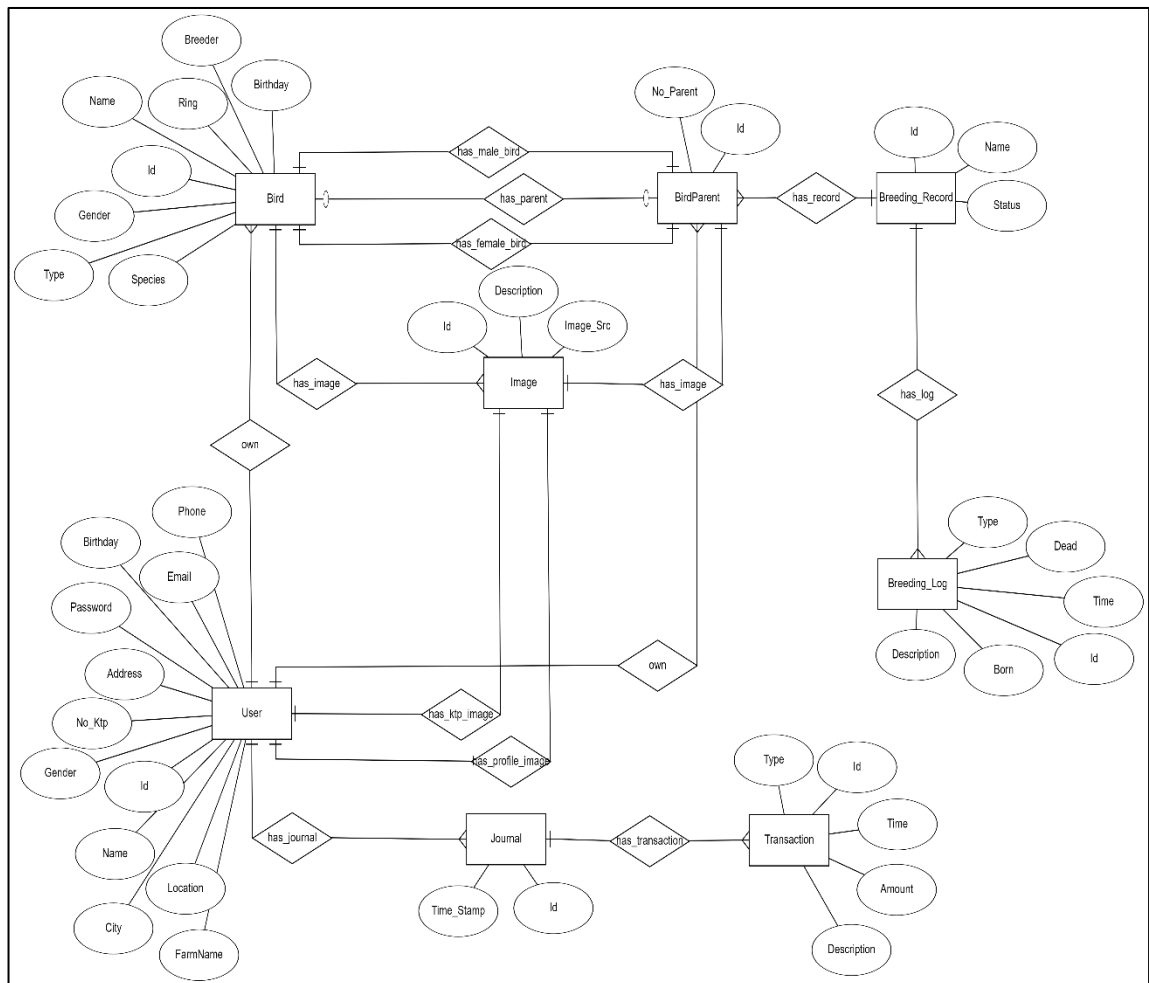 Breeder
Birthday
Name
Ring
Id
Gender
Type
Species
Bird
has_male_bird
has_parent
has_female_bird
No_Parent
Id
BirdParent
has_record
Id
Name
Status
Breeding_Record
Description
Id
Image_Src
Image
has_image
has_image
has_log
own
Type
Dead
Time
Id
Born
Description
Breeding_Log
Phone
Birthday
Email
Password
Address
No_Ktp
Gender
Id
Name
Location
City
FarmName
User
own
has_ktp_image
has_profile_image
has_journal
Journal
Time_Stamp
Id
has_transaction
Type
Id
Time
Amount
Description
Transaction